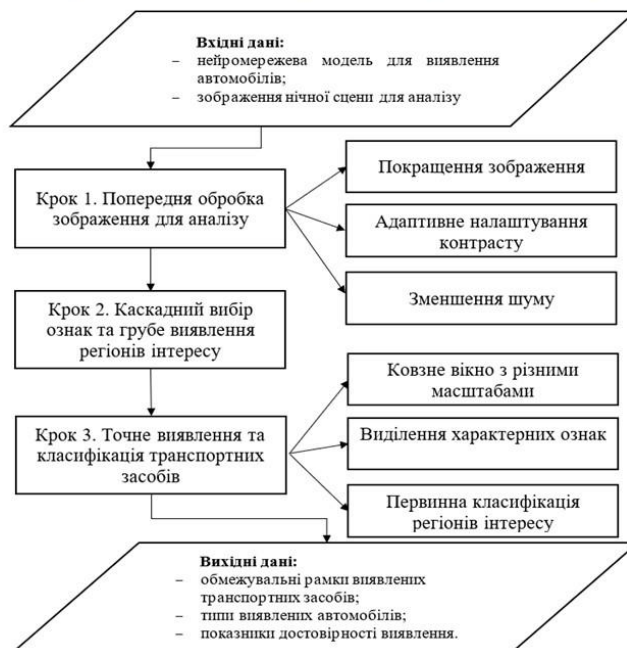 Вхідні дані:
– нейромережева модель для виявлення
автомобілів;
– зображення нічної сцени для аналізу
Крок 1. Попередня обробка
зображення для аналізу
Покращення зображення
Адаптивне налаштування
контрасту
Зменшення шуму
Крок 2. Каскадний вибір
ознак та грубе виявлення
регіонів інтересу
Крок 3. Точне виявлення та
класифікація транспортних
засобів
Ковзне вікно з різними
масштабами
Виділення характерних ознак
Первинна класифікація
регіонів інтересу
Вихідні дані:
– обмежувальні рамки виявлених
транспортних засобів;
– типи виявлених автомобілів;
– показники достовірності виявлення.